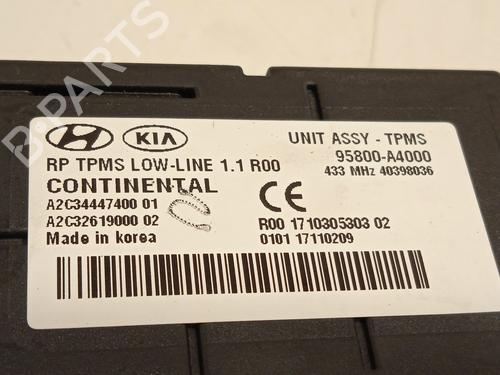 B-PARTS
KIA
UNIT ASSY - TPMS
RP TPMS LOW-LINE 1.1 R00
95800-A4000
CONTINENTAL
433 MHz 40398036
A2C34447400 01
CE
A2C32619000 02
R00 1710305303 02
Made in korea
0101 17110209